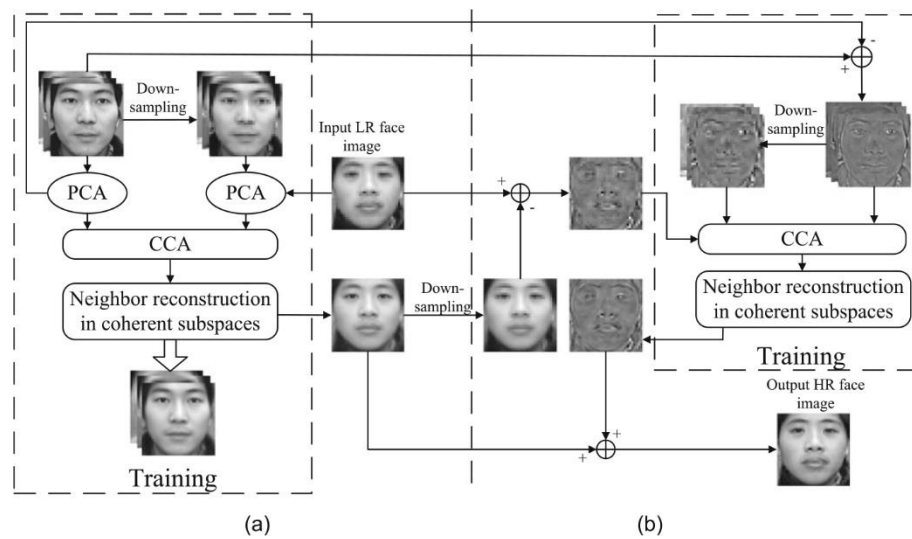 -
+
Down-
sampling
Down-
sampling
Input LR face
image
PCA
PCA
+
-
CCA
CCA
Neighbor reconstruction
in coherent subspaces
Down-
sampling
Neighbor reconstruction
in coherent subspaces
Training
Output HR face
image
+
+
Training
(a)
(b)